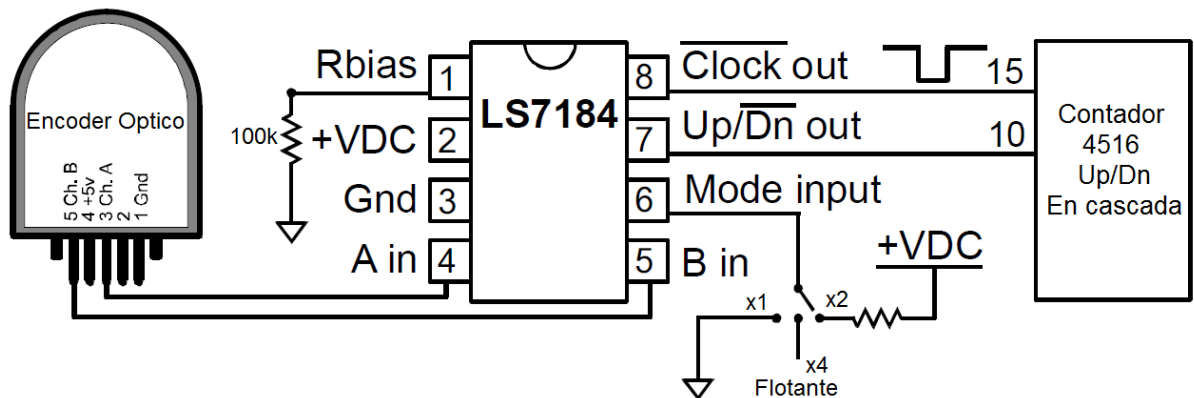 Encoder Optico
5 Ch. B
4 +5v
3 Ch. A
2
1 Gnd
Rbias
100k
+VDC
Gnd
A in
1
2
3
4
LS7184
8
7
6
5
Clock out
Up/Dn out
Mode input
B in
15
10
Contador
4516
Up/Dn
En cascada
+VDC
x1
x2
x4
Flotante